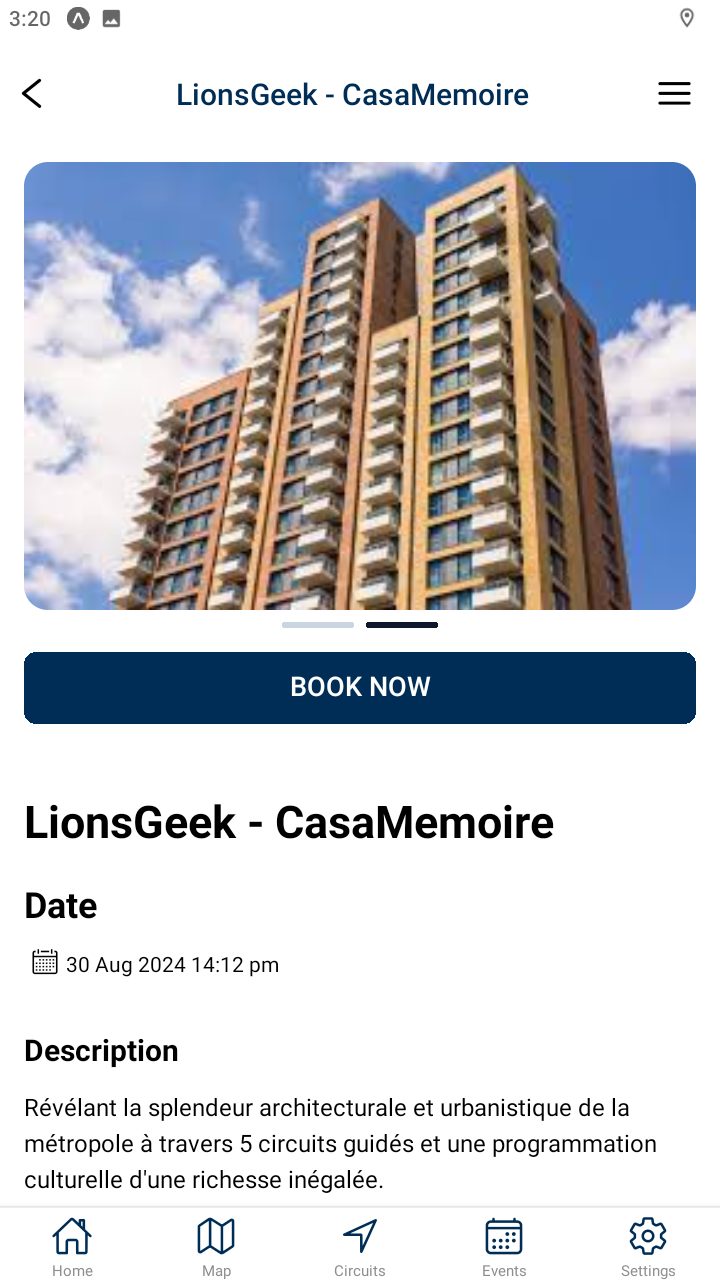 3:20
LionsGeek - CasaMemoire
BOOK NOW
LionsGeek - CasaMemoire
Date
30 Aug 2024 14:12 pm
Description
Révélant la splendeur architecturale et urbanistique de la
métropole à travers 5 circuits guidés et une programmation
culturelle d'une richesse inégalée.
Home Map Circuits Events Settings